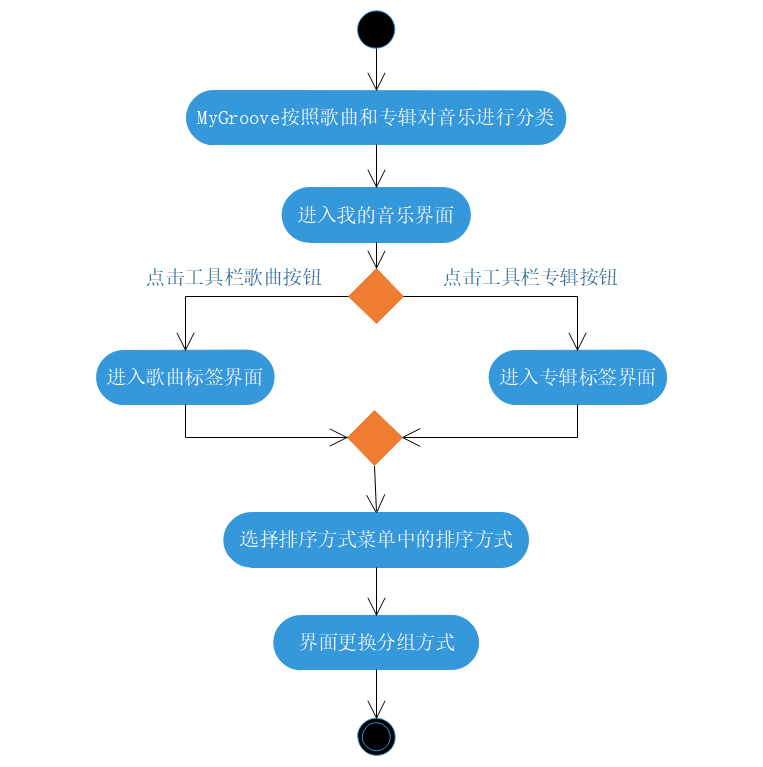 MyGroove按照歌曲和专辑对音乐进行分类
进入我的音乐界面
点击工具栏歌曲按钮
点击工具栏专辑按钮
进入歌曲标签界面
进入专辑标签界面
选择排序方式菜单中的排序方式
界面更换分组方式